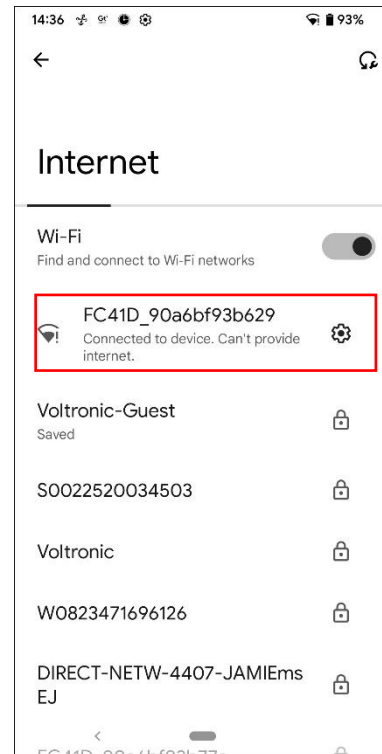 14:36 93%
Internet
Wi-Fi
Find and connect to Wi-Fi networks
FC41D_90a6bf93b629
Connected to device. Can't provide
internet.
Voltronic-Guest
Saved
S0022520034503
Voltronic
W0823471696126
DIRECT-NETW-4407-JAMIEms
EJ